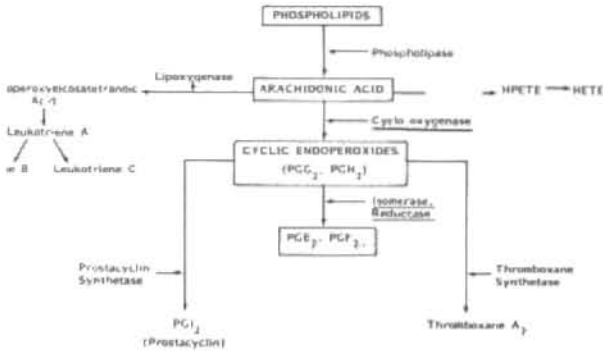 PHOSPHOLIPIDS
Phospholipase
Lipoxygenase
ARACHIDONIC ACID
HPETE
HETE
Cyclo oxygenase
Leukotriene A
Leukotriene C
CYCLIC ENDOPEROXIDES
(PGG2, PGH2)
Isomerase,
Reductase
PGE2, PGF2
Prostacyclin
Synthetase
Thromboxane
Synthetase
PGI2
(Prostacyclin)
Thromboxane A2